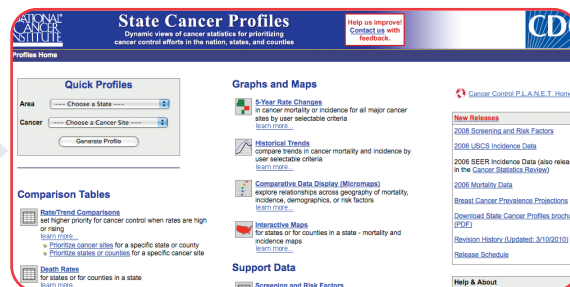 NATIONAL
CANCER
INSTITUTE
State Cancer Profiles
Dynamic views of cancer statistics for prioritizing
cancer control efforts in the nation, states, and counties
Help us improve!
Contact us with
feedback.
CD
Profiles Home
Quick Profiles
Area
---- Choose a State ----
Cancer
---- Choose a Cancer Site ----
Generate Profile
Comparison Tables
Rate/Trend Comparisons
set higher priority for cancer control when rates are high
or rising
learn more...
Prioritize cancer sites for a specific state or county
Prioritize states or counties for a specific cancer site
Death Rates
for states or for counties in a state
learn more
Graphs and Maps
5-Year Rate Changes
in cancer mortality or incidence for all major cancer
sites by user selectable criteria
learn more...
Historical Trends
compare trends in cancer mortality and incidence by
user selectable criteria
learn more...
Comparative Data Display (Micromaps)
explore relationships across geography of mortality,
incidence, demographics, or risk factors
learn more...
Interactive Maps
for states or for counties in a state - mortality and
incidence maps
learn more...
Support Data
Screening and Risk Factors
Cancer Control P.L.A.N.E.T. Home
New Releases
2008 Screening and Risk Factors
2006 USCS Incidence Data
2006 SEER Incidence Data (also relea
in the Cancer Statistics Review)
2006 Mortality Data
Breast Cancer Prevalence Projections
Download State Cancer Profiles brochu
(PDF)
Revision History (Updated: 3/10/2010)
Release Schedule
Help & About